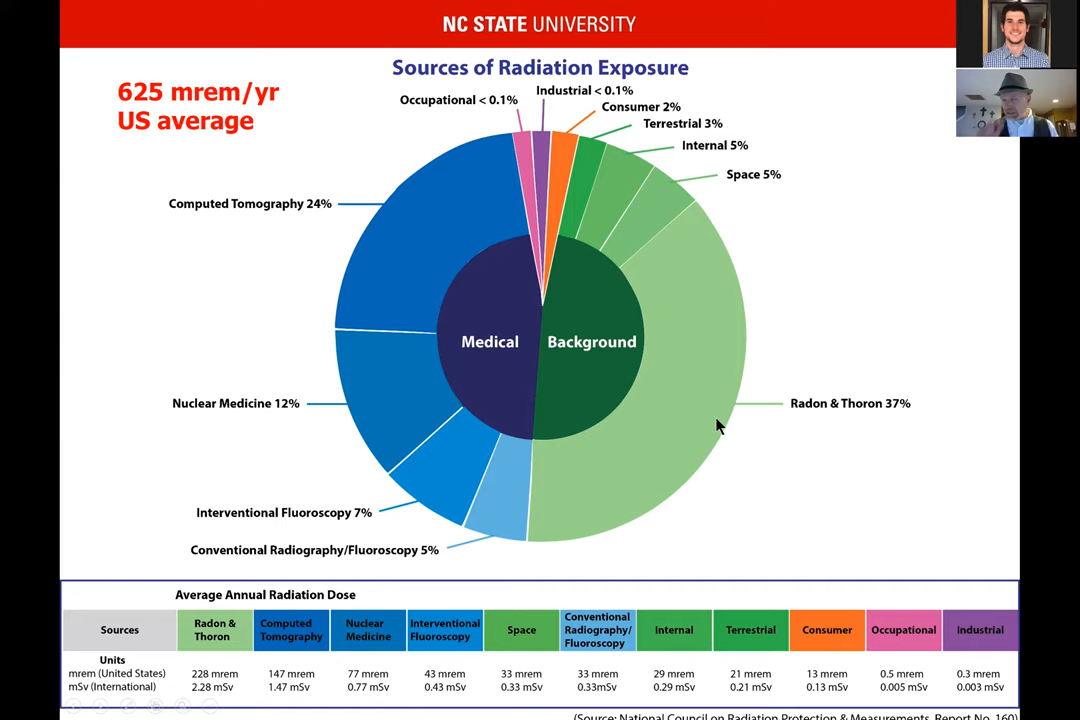 NC STATE UNIVERSITY
Sources of Radiation Exposure
625 mrem/yr
US average
Occupational < 0.1%
Industrial < 0.1%
Consumer 2%
Terrestrial 3%
Internal 5%
Space 5%
Computed Tomography 24%
Medical
Background
Nuclear Medicine 12%
Radon & Thoron 37%
Interventional Fluoroscopy 7%
Conventional Radiography/Fluoroscopy 5%
Average Annual Radiation Dose
Sources
Radon &
Thoron
Computed
Tomography
Nuclear
Medicine
Interventional
Fluoroscopy
Space
Conventional
Radiography/
Fluoroscopy
Internal
Terrestrial
Consumer
Occupational
Industrial
Units
mrem (United States) 228 mrem 147 mrem 77 mrem 43 mrem 33 mrem 33 mrem 29 mrem 21 mrem 13 mrem 0.5 mrem 0.3 mrem
mSv (International) 2.28 mSv 1.47 mSv 0.77 mSv 0.43 mSv 0.33 mSv 0.33mSv 0.29 mSv 0.21 mSv 0.13 mSv 0.005 mSv 0.003 mSv
(Source: National Council on Radiation Protection & Measurements, Report No. 160)